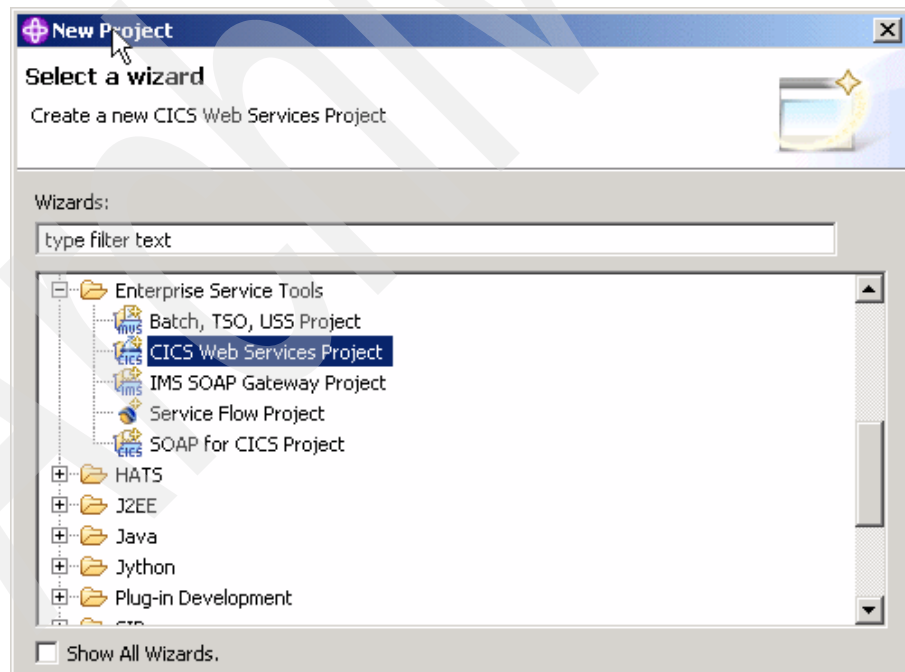 New Project
Select a wizard
Create a new CICS Web Services Project
Wizards:
type filter text
Enterprise Service Tools
Batch, TSO, USS Project
CICS Web Services Project
IMS SOAP Gateway Project
Service Flow Project
SOAP for CICS Project
HATS
J2EE
Java
Jython
Plug-in Development
Show All Wizards.